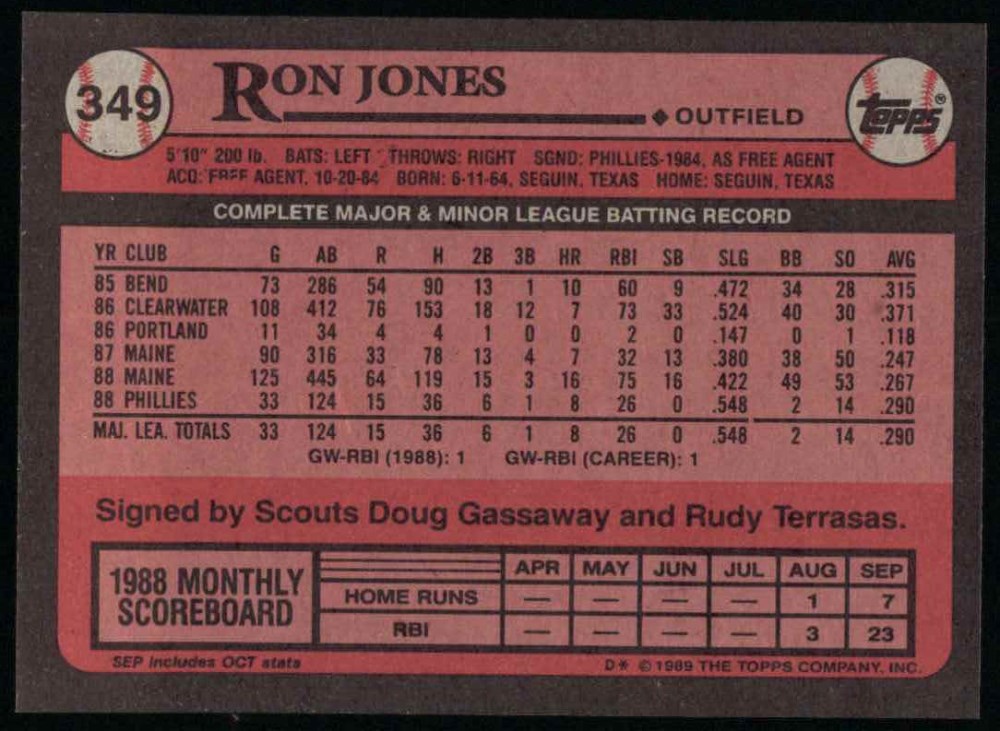 349
RON JONES
◆ OUTFIELD
TOPPS®
5'10" 200 lb. BATS: LEFT THROWS: RIGHT SGND: PHILLIES-1984, AS FREE AGENT
ACQ: FREE AGENT, 10-20-84 BORN: 6-11-64, SEGUIN, TEXAS HOME: SEGUIN, TEXAS
COMPLETE MAJOR & MINOR LEAGUE BATTING RECORD
YR CLUB G AB R H 2B 3B HR RBI SB SLG BB SO AVG
85 BEND 73 286 54 90 13 1 10 60 9 .472 34 28 .315
86 CLEARWATER 108 412 76 153 18 12 7 73 33 .524 40 30 .371
86 PORTLAND 11 34 4 4 1 0 0 2 0 .147 0 1 .118
87 MAINE 90 316 33 78 13 4 7 32 13 .380 38 50 .247
88 MAINE 125 445 64 119 15 3 16 75 16 .422 49 53 .267
88 PHILLIES 33 124 15 36 6 1 8 26 0 .548 2 14 .290
MAJ. LEA. TOTALS 33 124 15 36 6 1 8 26 0 .548 2 14 .290
GW-RBI (1988): 1 GW-RBI (CAREER): 1
Signed by Scouts Doug Gassaway and Rudy Terrasas.
1988 MONTHLY SCOREBOARD
APR MAY JUN JUL AUG SEP
HOME RUNS — — — — 1 7
RBI — — — — 3 23
SEP includes OCT stats
D* © 1989 THE TOPPS COMPANY, INC.